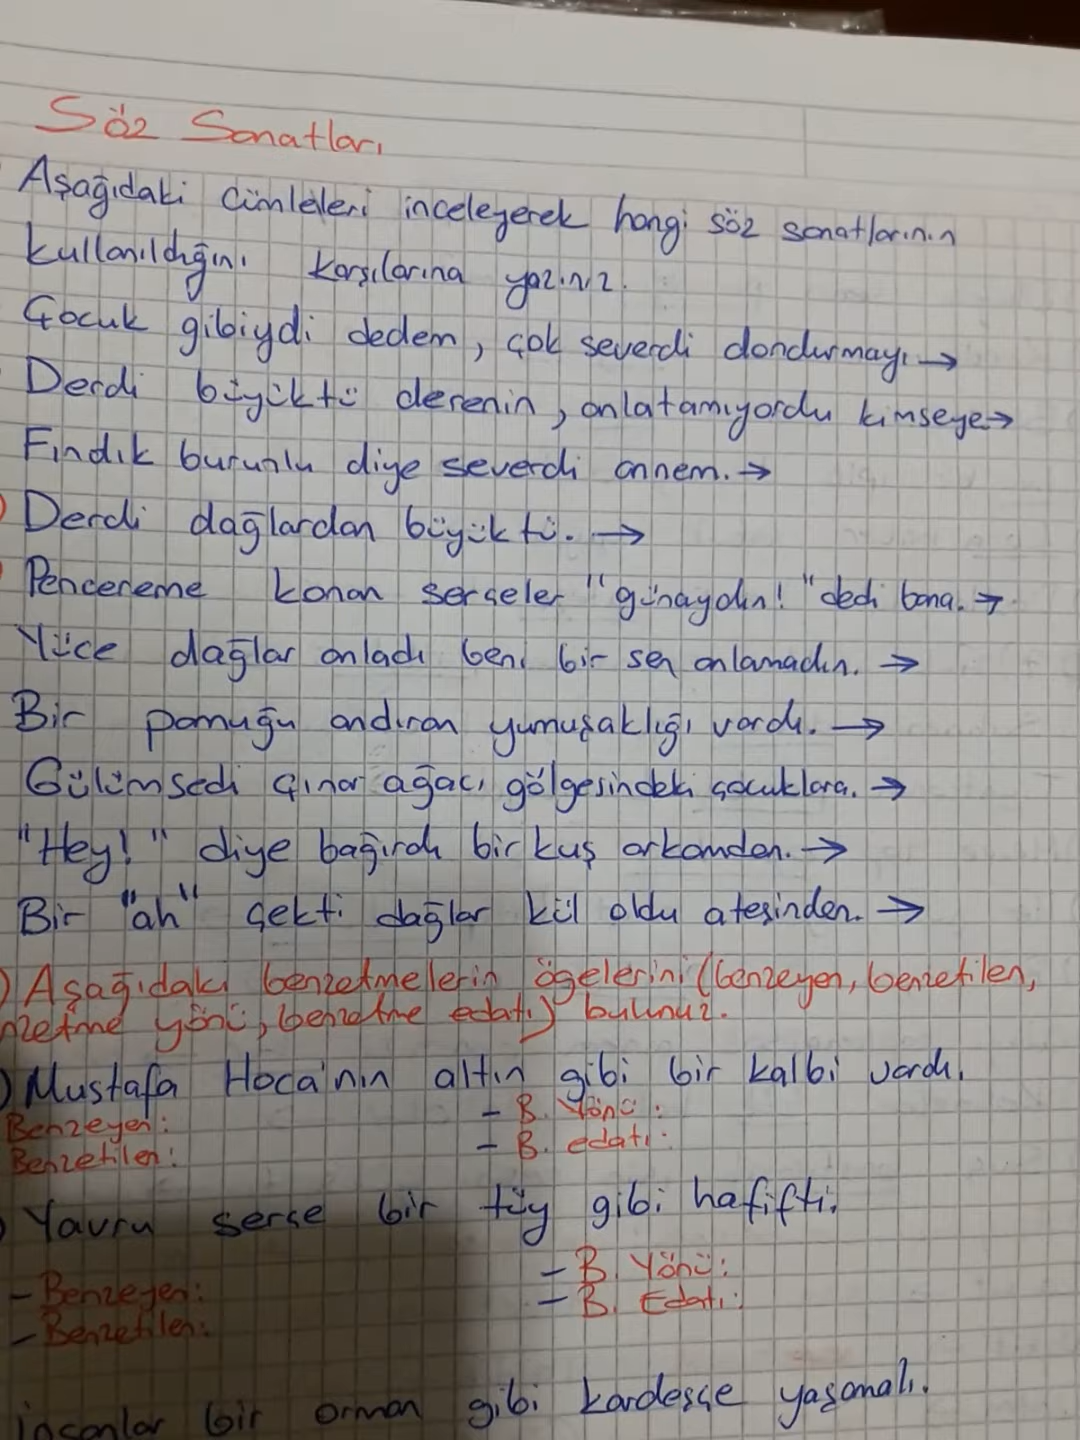 Söz Sanatları
Aşağıdaki cümleleri inceleyerek hangi söz sanatlarının
kullanıldığını karşılarına yazınız.
Çocuk gibiydi dedem, çok severdi dondurmayı →
Derdi büyüktü derenin, anlatamıyordu kimseye →
Fındık burunlu diye severdi annem. →
) Derdi dağlardan büyüktü. →
Pencereme konan serçeler "günaydın!" dedi bana. →
Yüce dağlar anladı beni bir sen anlamadın. →
Bir pamuğu andıran yumuşaklığı vardı. →
Gülümsedi çınar ağacı gölgesindeki çocuklara. →
"Hey!" diye bağırdı bir kuş arkamdan. →
Bir "ah" çekti dağlar kül oldu ateşinden. →
) Aşağıdaki benzetmelerin ögelerini (benzeyen, benzetilen,
nzetme yönü, benzetme edatı) bulunuz.
) Mustafa Hoca'nın altın gibi bir kalbi vardı.
Benzeyen: - B. Yönü:
Benzetilen: - B. edatı:
) Yavru serçe bir tüy gibi hafifti.
- Benzeyen: - B. Yönü:
- Benzetilen: - B. Edatı:
insanlar bir orman gibi kardeşçe yaşamalı.